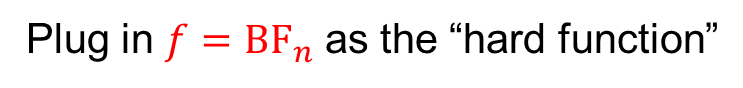 Plug in f = BFₙ as the “hard function”